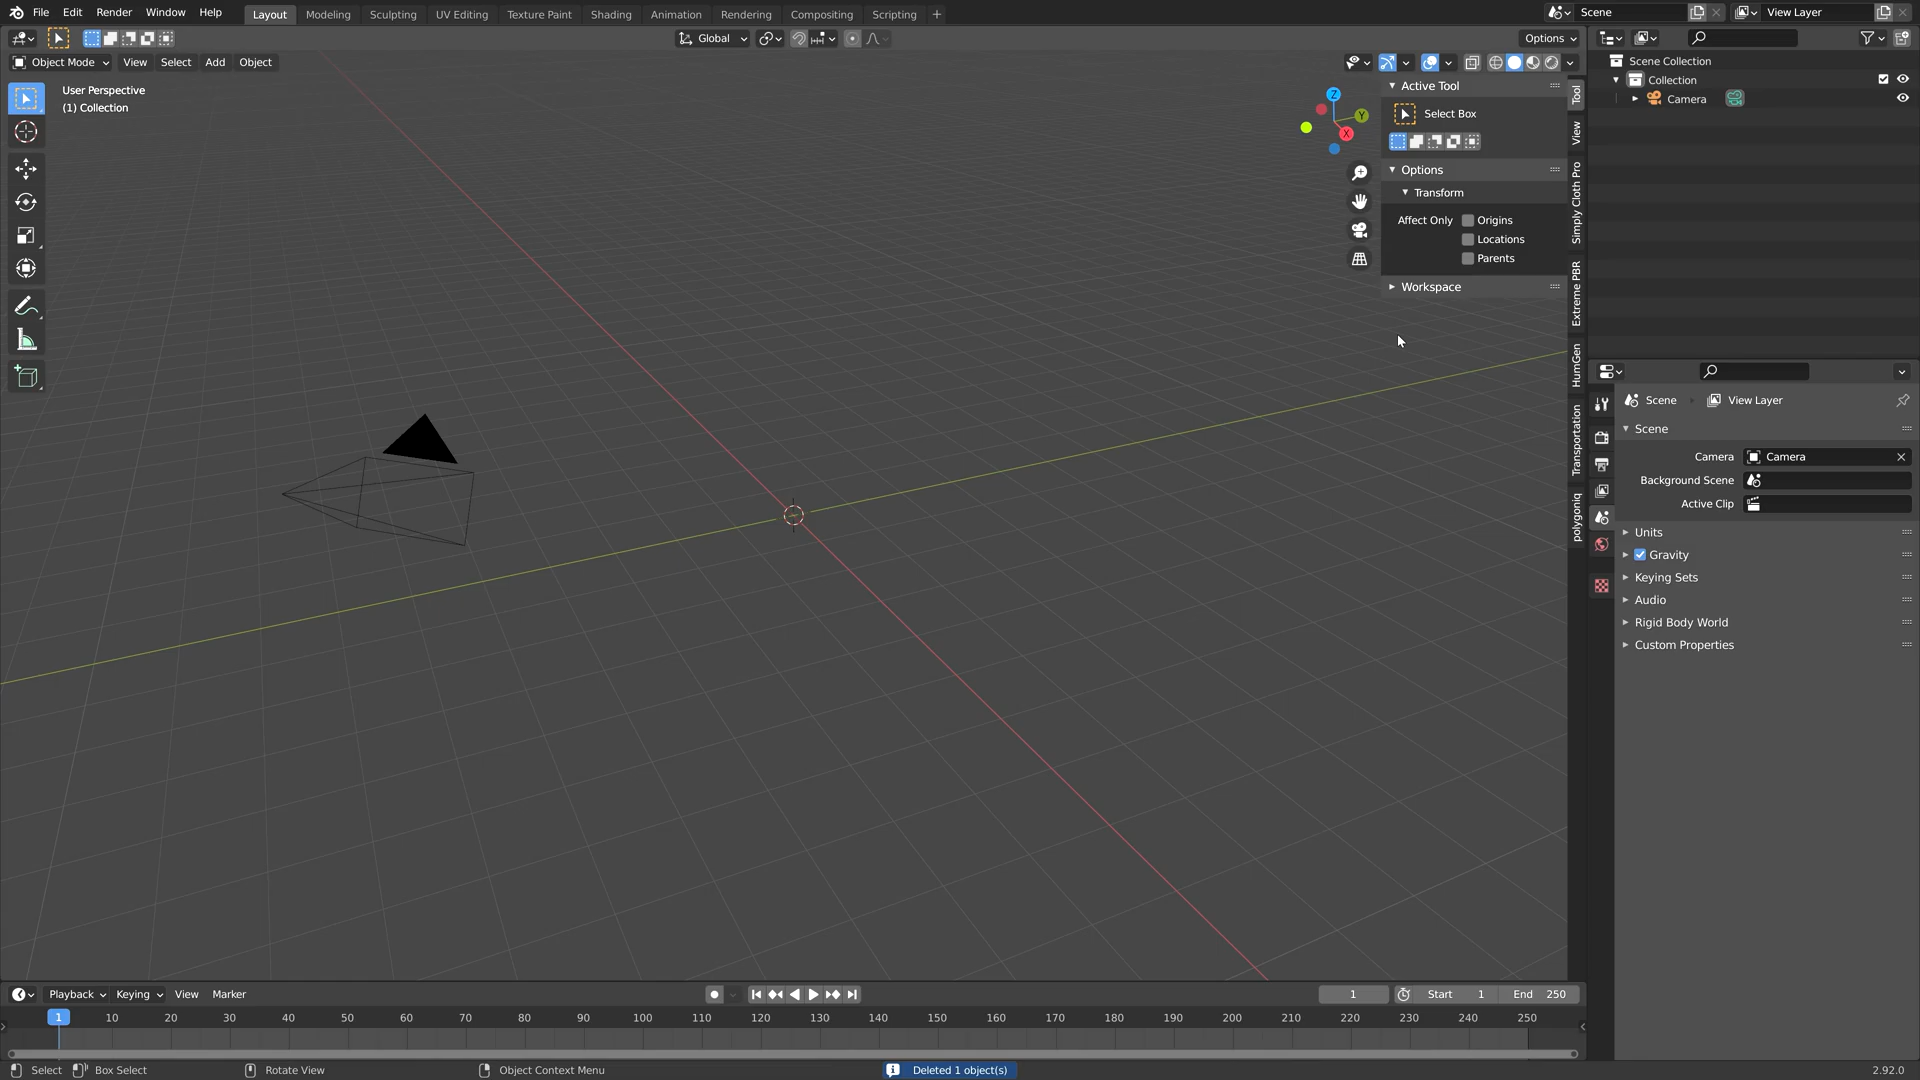 File Edit Render Window Help Layout Modeling Sculpting UV Editing Texture Paint Shading Animation Rendering Compositing Scripting + Scene View Layer
Global Options
Object Mode View Select Add Object
User Perspective
(1) Collection
Z
Y
X
Active Tool
Select Box
Options
Transform
Affect Only Origins
Locations
Parents
Workspace
Tool
View
Simply Cloth Pro
Extreme PBR
HumGen
Transportation
polygoniq
Scene Collection
Collection
Camera
Scene View Layer
Scene
Camera Camera
Background Scene
Active Clip
Units
Gravity
Keying Sets
Audio
Rigid Body World
Custom Properties
Playback Keying View Marker 1 Start 1 End 250
1 10 20 30 40 50 60 70 80 90 100 110 120 130 140 150 160 170 180 190 200 210 220 230 240 250
Select Box Select Rotate View Object Context Menu Deleted 1 object(s) 2.92.0